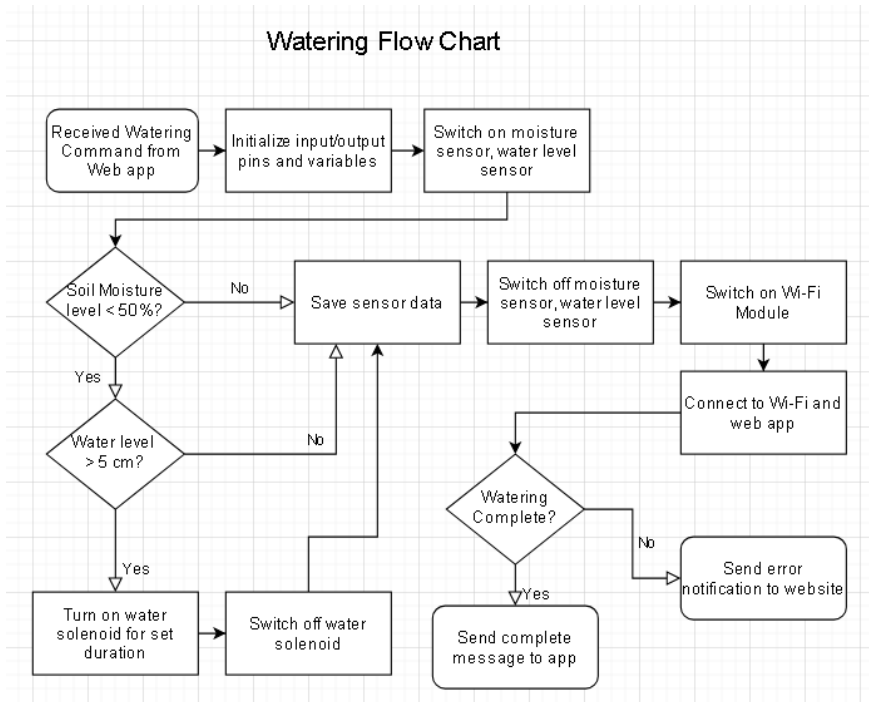 Watering Flow Chart
Received Watering
Command from
Web app
Initialize input/output
pins and variables
Switch on moisture
sensor, water level
sensor
Soil Moisture
level < 50%?
No
Save sensor data
Switch off moisture
sensor, water level
sensor
Switch on Wi-Fi
Module
Yes
Connect to Wi-Fi and
web app
Water level
> 5 cm?
No
Watering
Complete?
No
Yes
Send error
notification to website
Turn on water
solenoid for set
duration
Switch off water
solenoid
Yes
Send complete
message to app